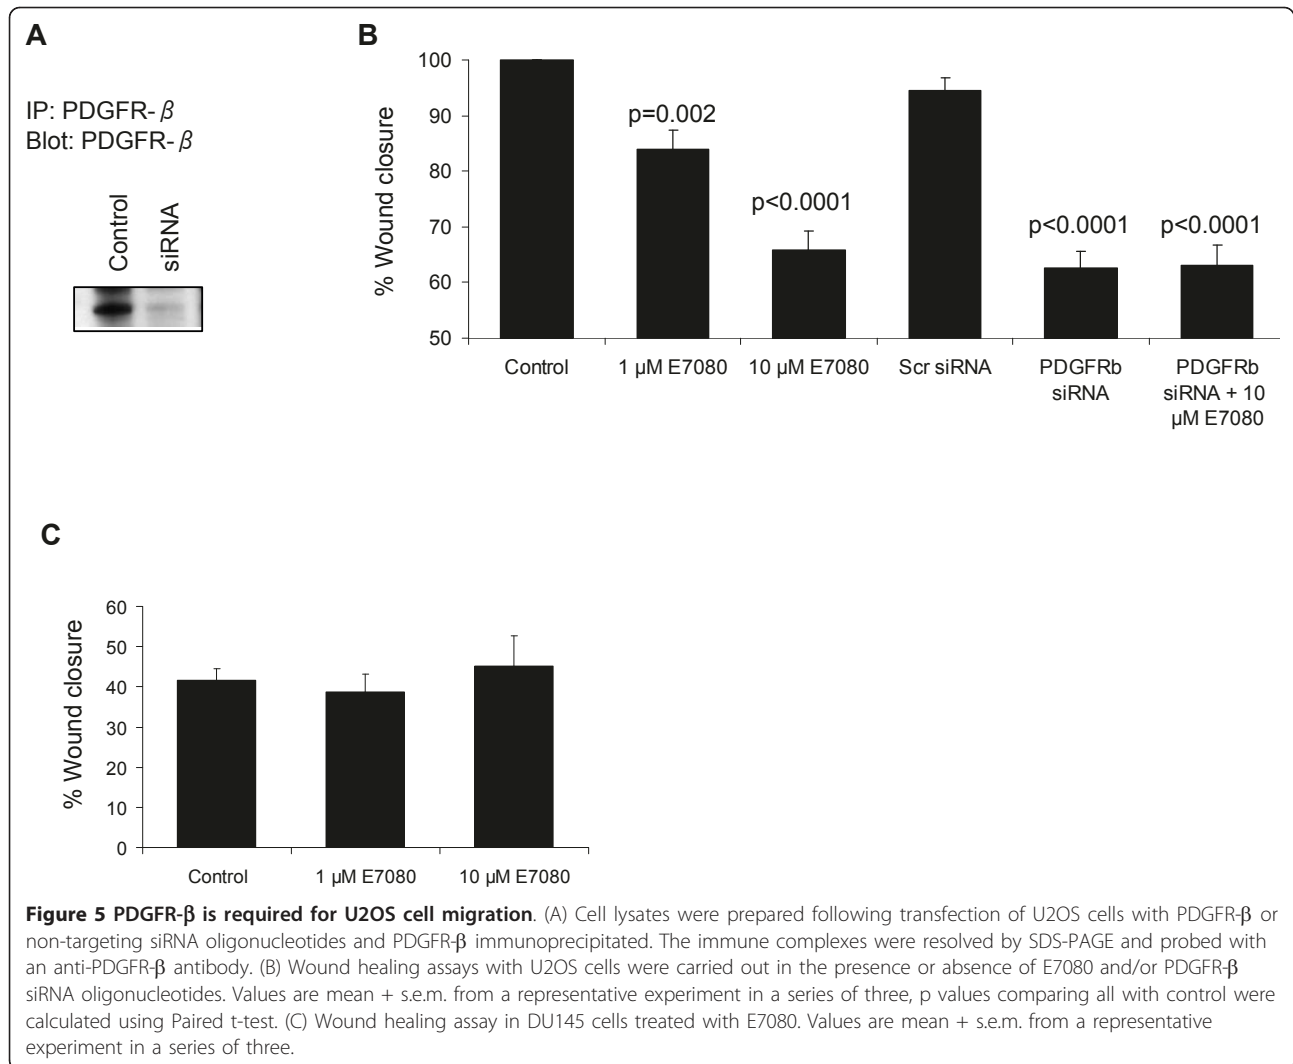 A
IP: PDGFR-β
Blot: PDGFR-β
Control
siRNA
B
% Wound closure
100
90
80
70
60
50
p=0.002
p<0.0001
p<0.0001
p<0.0001
Control
1 µM E7080
10 µM E7080
Scr siRNA
PDGFRb
siRNA
PDGFRb
siRNA + 10
µM E7080
C
% Wound closure
60
50
40
30
20
10
0
Control
1 µM E7080
10 µM E7080
Figure 5 PDGFR-β is required for U2OS cell migration. (A) Cell lysates were prepared following transfection of U2OS cells with PDGFR-β or
non-targeting siRNA oligonucleotides and PDGFR-β immunoprecipitated. The immune complexes were resolved by SDS-PAGE and probed with
an anti-PDGFR-β antibody. (B) Wound healing assays with U2OS cells were carried out in the presence or absence of E7080 and/or PDGFR-β
siRNA oligonucleotides. Values are mean + s.e.m. from a representative experiment in a series of three, p values comparing all with control were
calculated using Paired t-test. (C) Wound healing assay in DU145 cells treated with E7080. Values are mean + s.e.m. from a representative
experiment in a series of three.